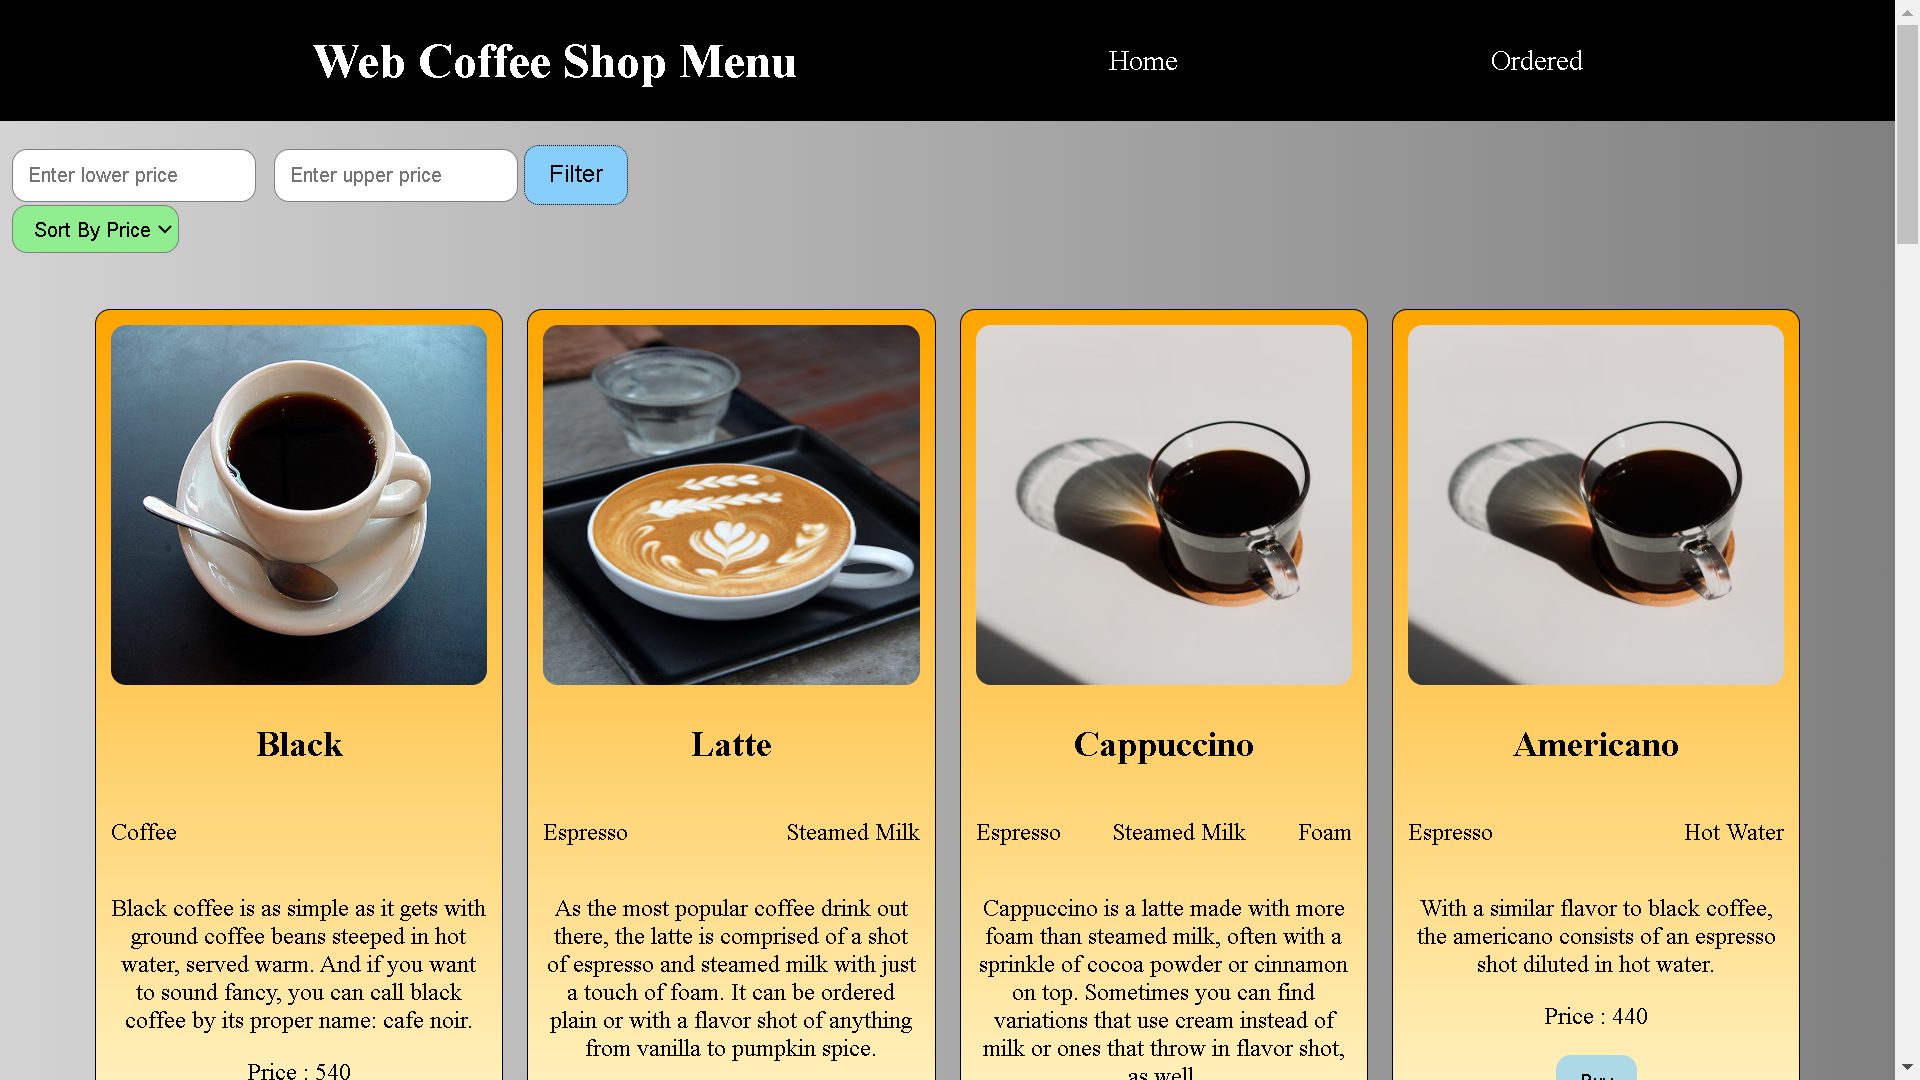 Web Coffee Shop Menu
Home
Ordered
Enter lower price
Enter upper price
Filter
Sort By Price
Black
Coffee
Black coffee is as simple as it gets with
ground coffee beans steeped in hot
water, served warm. And if you want
to sound fancy, you can call black
coffee by its proper name: cafe noir.
Price : 540
Latte
Espresso
Steamed Milk
As the most popular coffee drink out
there, the latte is comprised of a shot
of espresso and steamed milk with just
a touch of foam. It can be ordered
plain or with a flavor shot of anything
from vanilla to pumpkin spice.
Cappuccino
Espresso
Steamed Milk
Foam
Cappuccino is a latte made with more
foam than steamed milk, often with a
sprinkle of cocoa powder or cinnamon
on top. Sometimes you can find
variations that use cream instead of
milk or ones that throw in flavor shot,
as well
Americano
Espresso
Hot Water
With a similar flavor to black coffee,
the americano consists of an espresso
shot diluted in hot water.
Price : 440
Buy